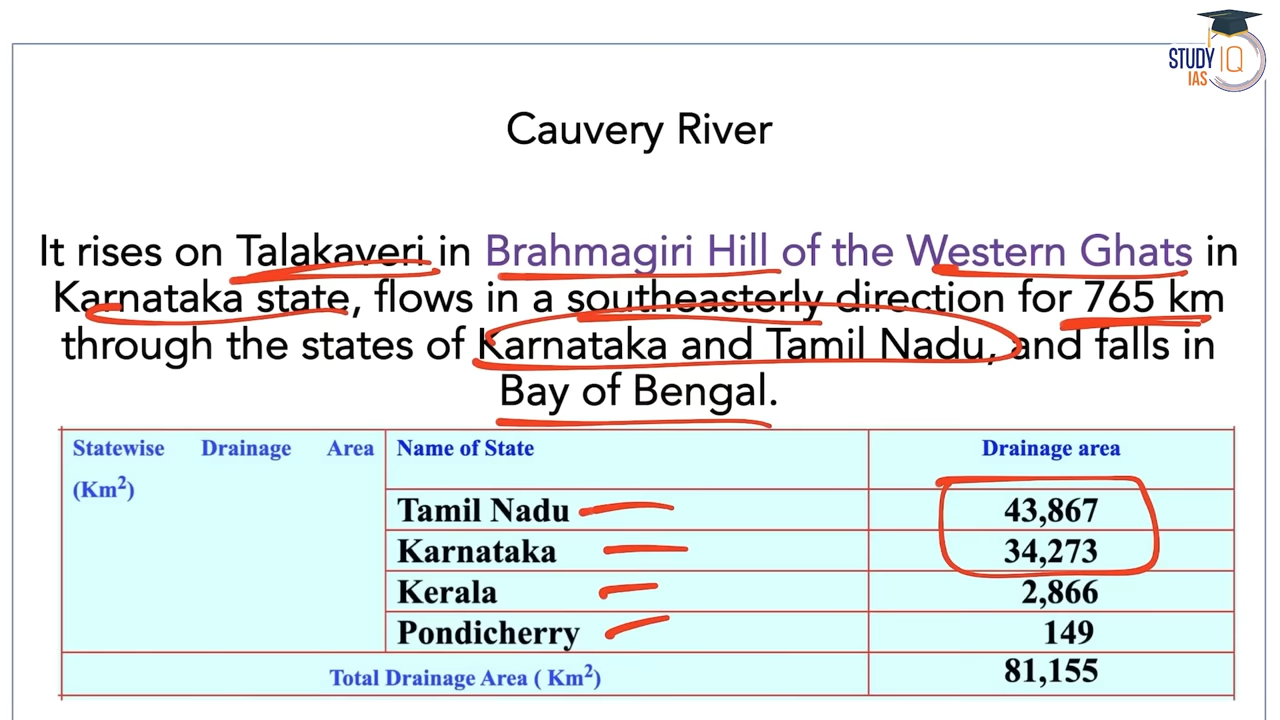 STUDY IQ
IAS
Cauvery River
It rises on Talakaveri in Brahmagiri Hill of the Western Ghats in
Karnataka state, flows in a southeasterly direction for 765 km
through the states of Karnataka and Tamil Nadu, and falls in
Bay of Bengal.
Statewise Drainage Area (Km²)
Name of State Drainage area
Tamil Nadu 43,867
Karnataka 34,273
Kerala 2,866
Pondicherry 149
Total Drainage Area ( Km²) 81,155